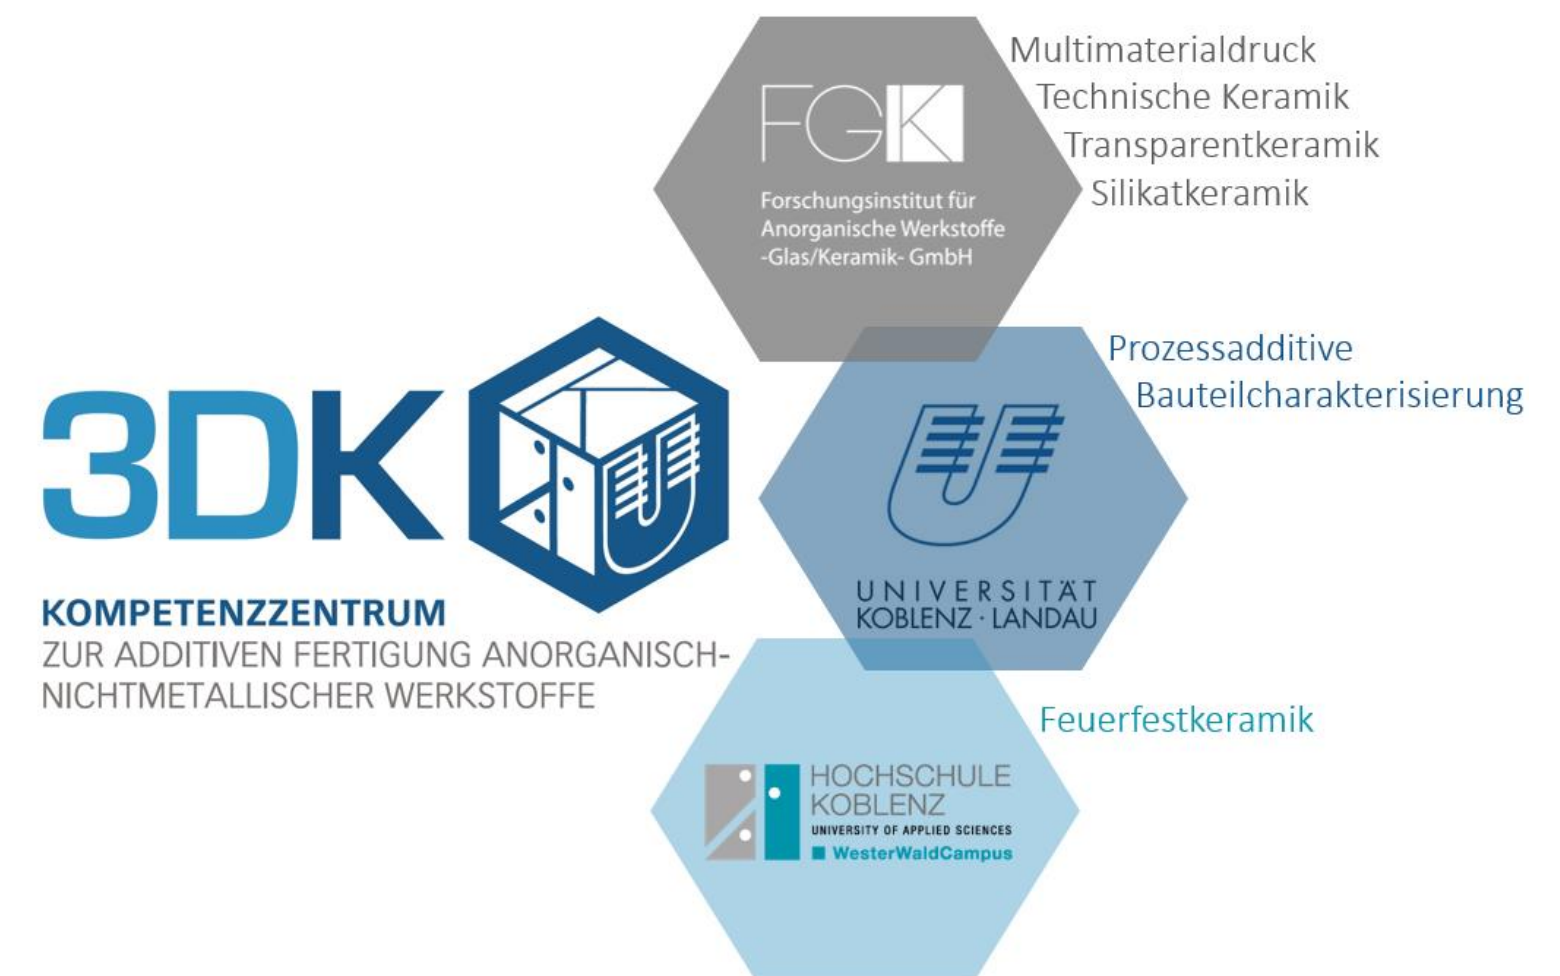 FGK
Forschungsinstitut für
Anorganische Werkstoffe
-Glas/Keramik- GmbH
Multimaterialdruck
Technische Keramik
Transparentkeramik
Silikatkeramik
3DK
KOMPETENZZENTRUM
ZUR ADDITIVEN FERTIGUNG ANORGANISCH-
NICHTMETALLISCHER WERKSTOFFE
UNIVERSITÄT
KOBLENZ · LANDAU
Prozessadditive
Bauteilcharakterisierung
HOCHSCHULE
KOBLENZ
UNIVERSITY OF APPLIED SCIENCES
WesterWaldCampus
Feuerfestkeramik